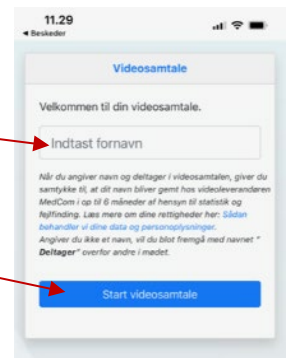 11.29
◀ Beskeder
Videosamtale
Velkommen til din videosamtale.
Indtast fornavn
Når du angiver navn og deltager i videosamtalen, giver du
samtykke til, at dit navn bliver gemt hos videoleverandøren
MedCom i op til 6 måneder af hensyn til statistik og
fejlfinding. Læs mere om dine rettigheder her: Sådan
behandler vi dine data og personoplysninger.
Angiver du ikke et navn, vil du blot fremgå med navnet "
Deltager" overfor andre i mødet.
Start videosamtale